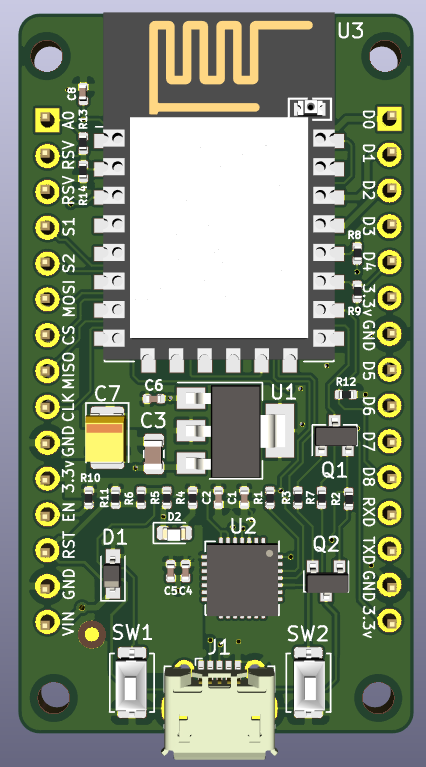 U3
C8
R13
R14
A0
RSV
RSV
S1
S2
MOSI
CS
MISO
CLK
GND
3.3v
EN
RST
GND
VIN
D0
D1
D2
D3
D4
3.3v
GND
D5
D6
D7
D8
RXD
TXD
GND
3.3v
R8
R9
R12
C6
C7
C3
U1
Q1
R10
R11
R6
R5
R4
C2
C1
R1
R3
R7
R2
D2
U2
D1
C5
C4
Q2
SW1
J1
SW2